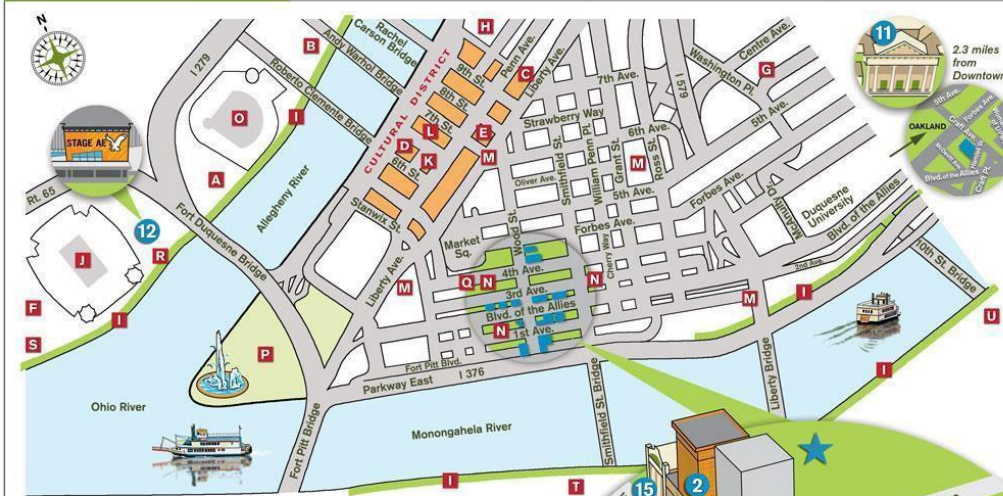 N
I 279
B
Rachel
Carson Bridge
Andy Warhol Bridge
Roberto Clemente Bridge
H
CULTURAL DISTRICT
9th St.
8th St.
7th St.
6th St.
Penn Ave.
Liberty Ave.
C
7th Ave.
I 579
Washington Pl.
Centre Ave.
G
11
2.3 miles
from
Downtown
STAGE AE
O
I
L
D
K
E
M
Strawberry Way
Smithfield St.
William Penn Pl.
Grant St.
6th Ave.
Ross St.
M
5th Ave.
5th Ave.
Forbes Ave.
Craft Ave.
OAKLAND
McDevitt Ave.
Blvd. of the Allies
Craft Pl.
A
Rt. 65
Allegheny River
Oliver Ave.
5th Ave.
Stanwix St.
Forbes Ave.
Forbes Ave.
McAnulty Dr.
Duquesne
University
Blvd. of the Allies
12
Fort Duquesne Bridge
Market
Sq.
Wood St.
Cherry Way
10th St. Bridge
J
R
Liberty Ave.
M
Q
N
4th Ave.
N
2nd Ave.
3rd Ave.
M
I
F
I
Blvd. of the Allies
N
1st Ave.
U
S
P
Fort Pitt Blvd.
Parkway East
I 376
I
Ohio River
Fort Pitt Bridge
Monongahela River
Smithfield St. Bridge
Liberty Bridge
I
T
15
2